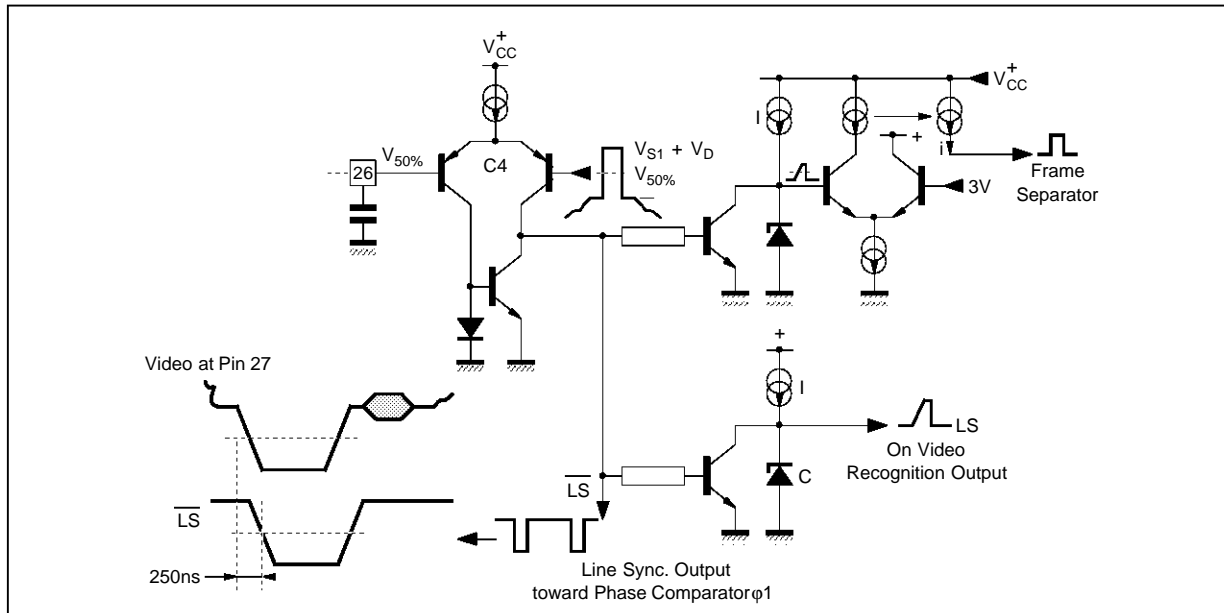 V+CC
V+CC
I
VS1 + VD
V50%
V50%
26
C4
+
i
3V
Frame
Separator
Video at Pin 27
+
I
LS
On Video
Recognition Output
C
LS
LS
250ns
Line Sync. Output
toward Phase Comparator φ1